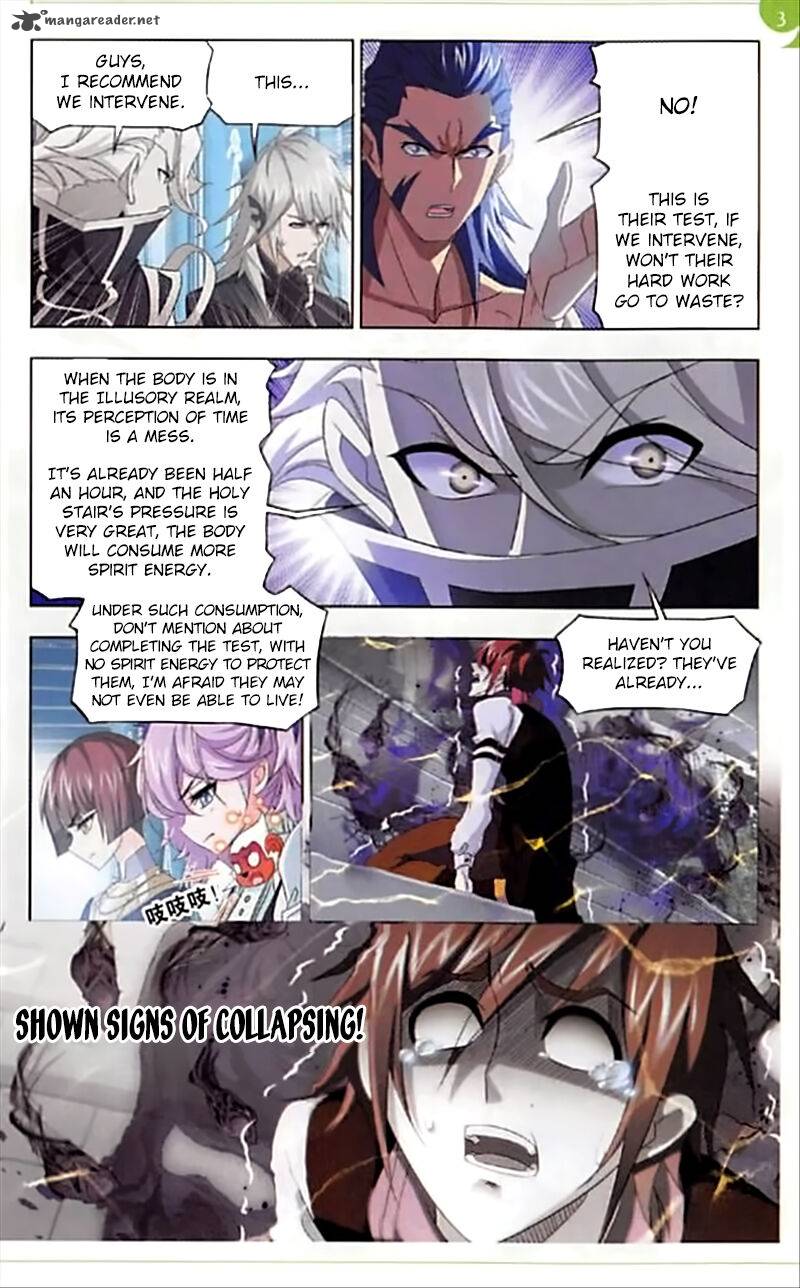 mangareader.net
3
GUYS,
I RECOMMEND
WE INTERVENE.
THIS...
NO!
THIS IS
THEIR TEST, IF
WE INTERVENE,
WON'T THEIR
HARD WORK
GO TO WASTE?
WHEN THE BODY IS IN
THE ILLUSORY REALM,
ITS PERCEPTION OF TIME
IS A MESS.
IT'S ALREADY BEEN HALF
AN HOUR, AND THE HOLY
STAIR'S PRESSURE IS
VERY GREAT, THE BODY
WILL CONSUME MORE
SPIRIT ENERGY.
UNDER SUCH CONSUMPTION,
DON'T MENTION ABOUT
COMPLETING THE TEST, WITH
NO SPIRIT ENERGY TO PROTECT
THEM, I'M AFRAID THEY MAY
NOT EVEN BE ABLE TO LIVE!
HAVEN'T YOU
REALIZED? THEY'VE
ALREADY...
吱吱吱!
SHOWN SIGNS OF COLLAPSING!